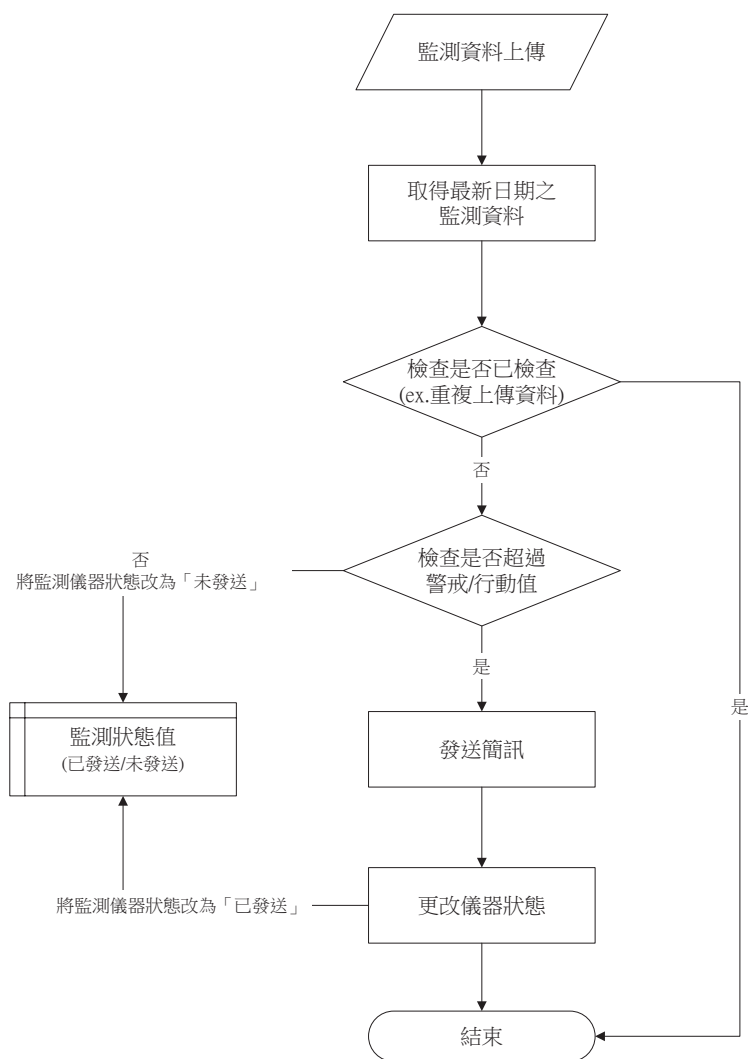 監測資料上傳
取得最新日期之
監測資料
檢查是否已檢查
(ex.重複上傳資料)
否
檢查是否超過
警戒/行動值
否
將監測儀器狀態改為「未發送」
是
是
監測狀態值
(已發送/未發送)
發送簡訊
將監測儀器狀態改為「已發送」
更改儀器狀態
結束